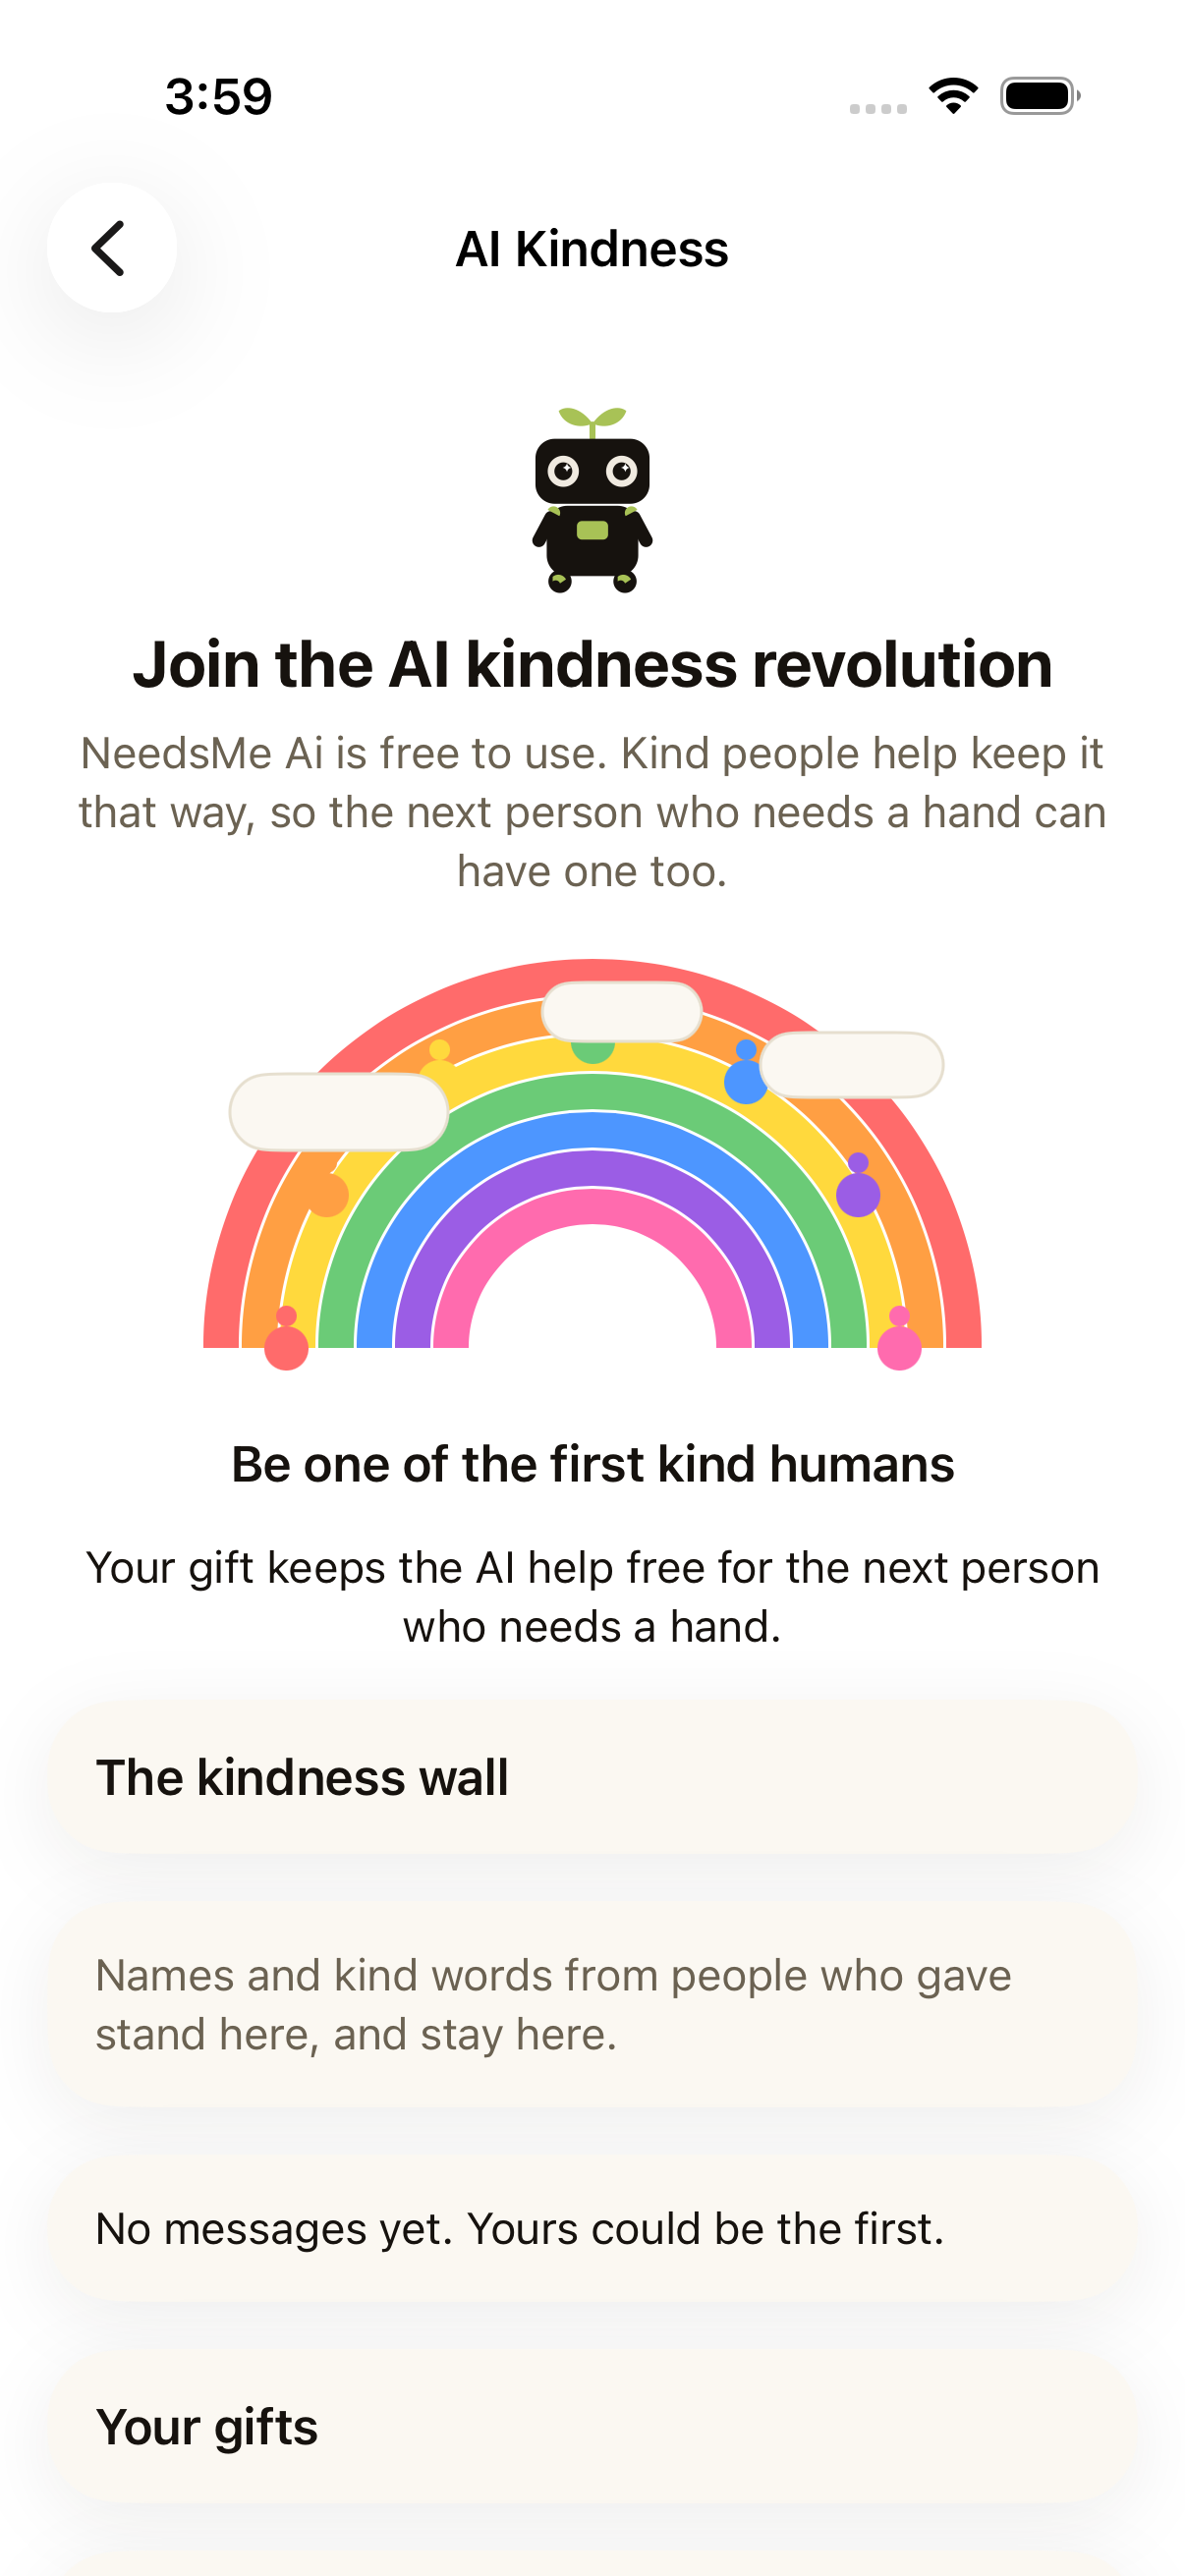 3:59
AI Kindness
Join the AI kindness revolution
NeedsMe Ai is free to use. Kind people help keep it
that way, so the next person who needs a hand can
have one too.
Be one of the first kind humans
Your gift keeps the AI help free for the next person
who needs a hand.
The kindness wall
Names and kind words from people who gave
stand here, and stay here.
No messages yet. Yours could be the first.
Your gifts